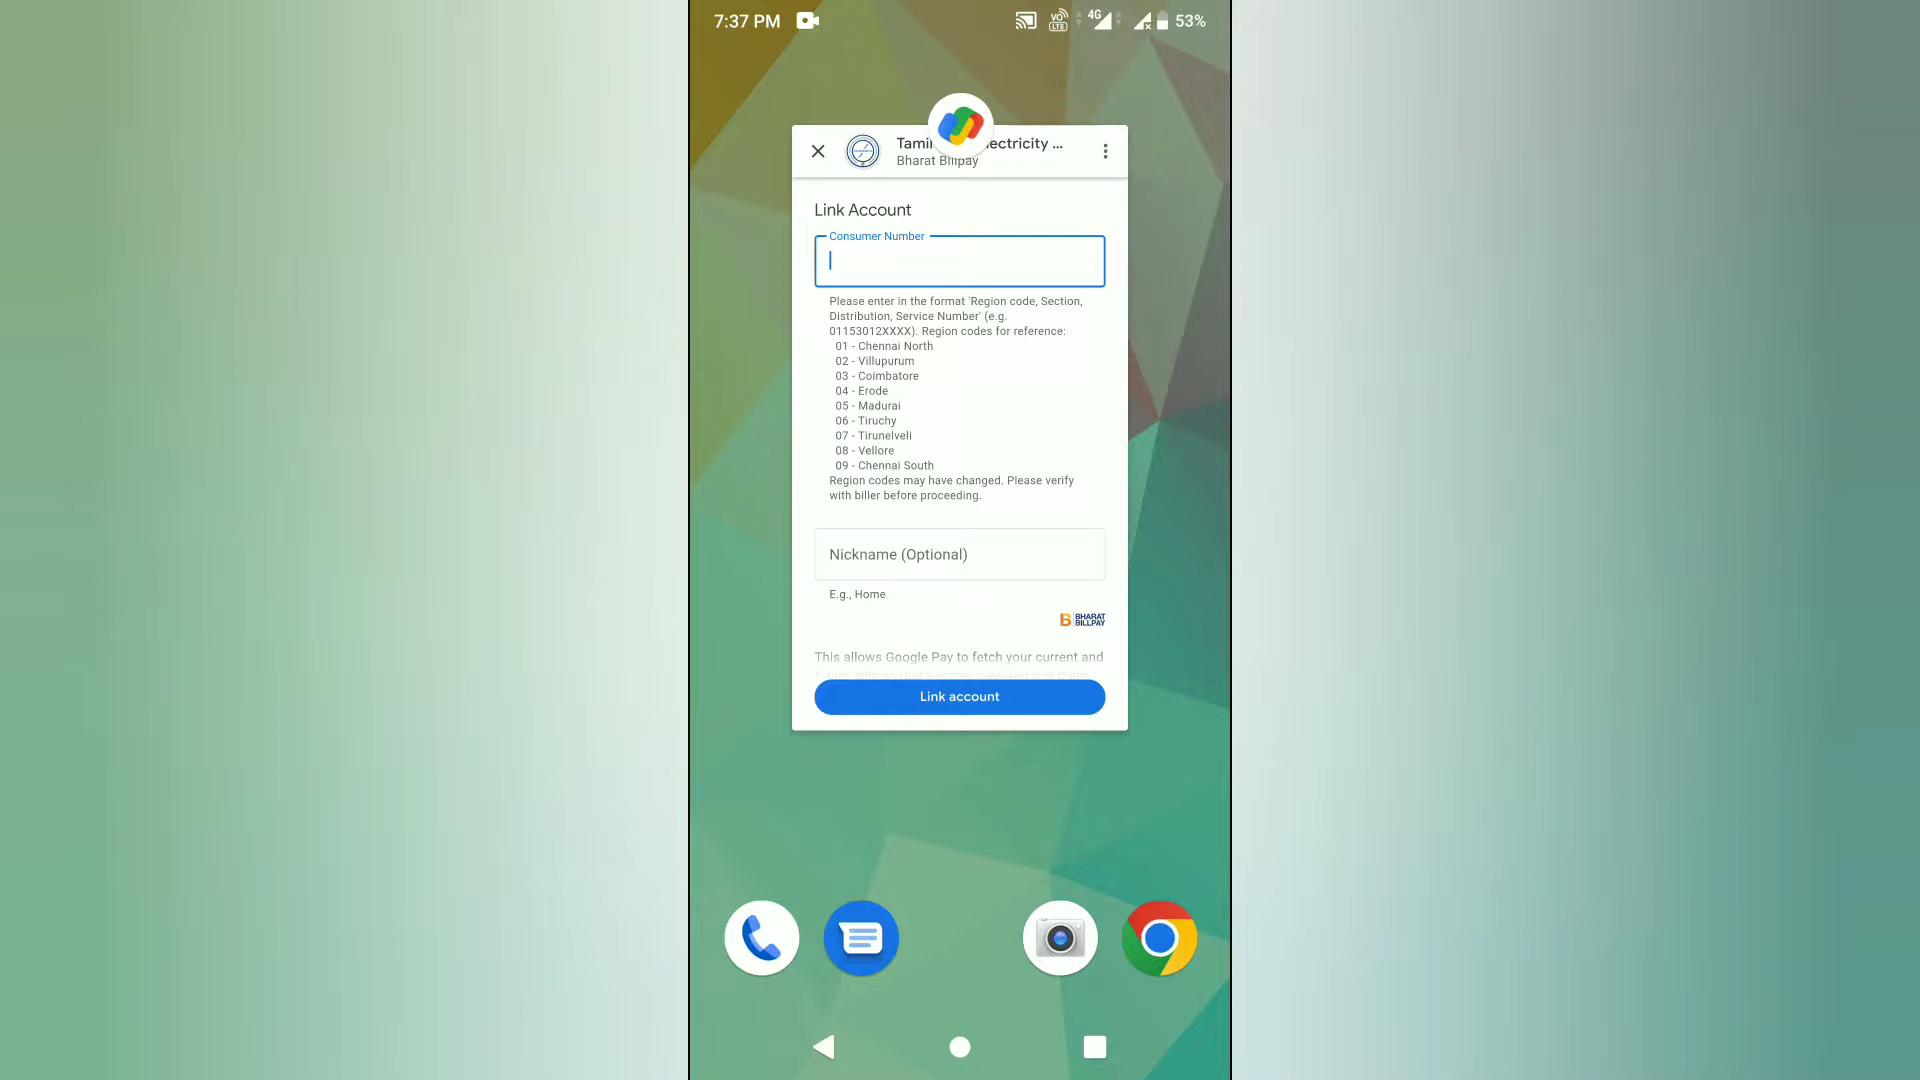 7:37 PM
VO LTE 4G 53%
Tami ectricity ...
Bharat Billpay
Link Account
Consumer Number
Please enter in the format 'Region code, Section,
Distribution, Service Number' (e.g.
01153012XXXX). Region codes for reference:
01 - Chennai North
02 - Villupurum
03 - Coimbatore
04 - Erode
05 - Madurai
06 - Tiruchy
07 - Tirunelveli
08 - Vellore
09 - Chennai South
Region codes may have changed. Please verify
with biller before proceeding.
Nickname (Optional)
E.g., Home
B BHARAT
BILLPAY
This allows Google Pay to fetch your current and
Link account